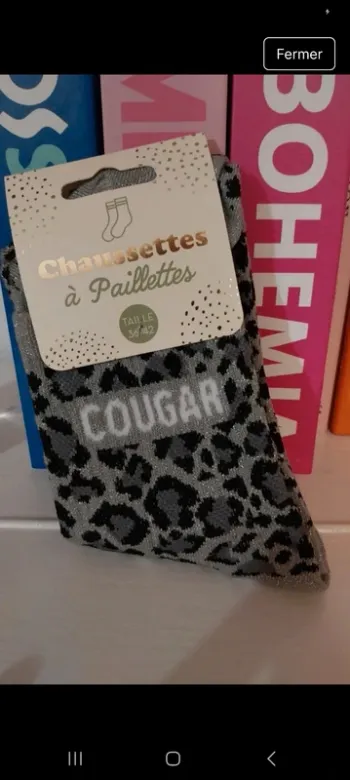 Fermer
BOHEMIA
Chaussettes
à Paillettes
TAILLE
36/42
COUGAR